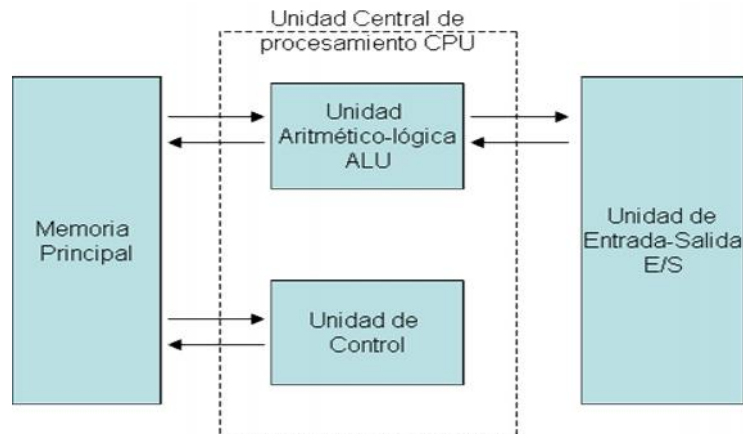 Unidad Central de
procesamiento CPU
Unidad
Aritmético-lógica
ALU
Memoria
Principal
Unidad de
Entrada-Salida
E/S
Unidad de
Control